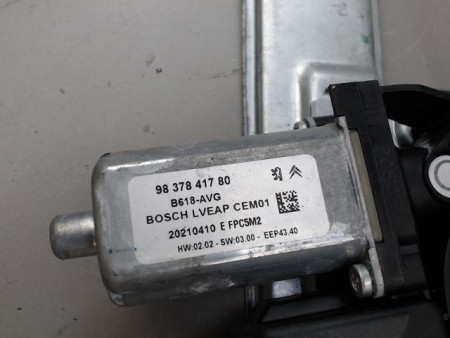 98 378 417 80
B618-AVG
BOSCH LVEAP CEM01
20210410 E FPC5M2
HW:02.02 - SW:03.00 - EEP43.40